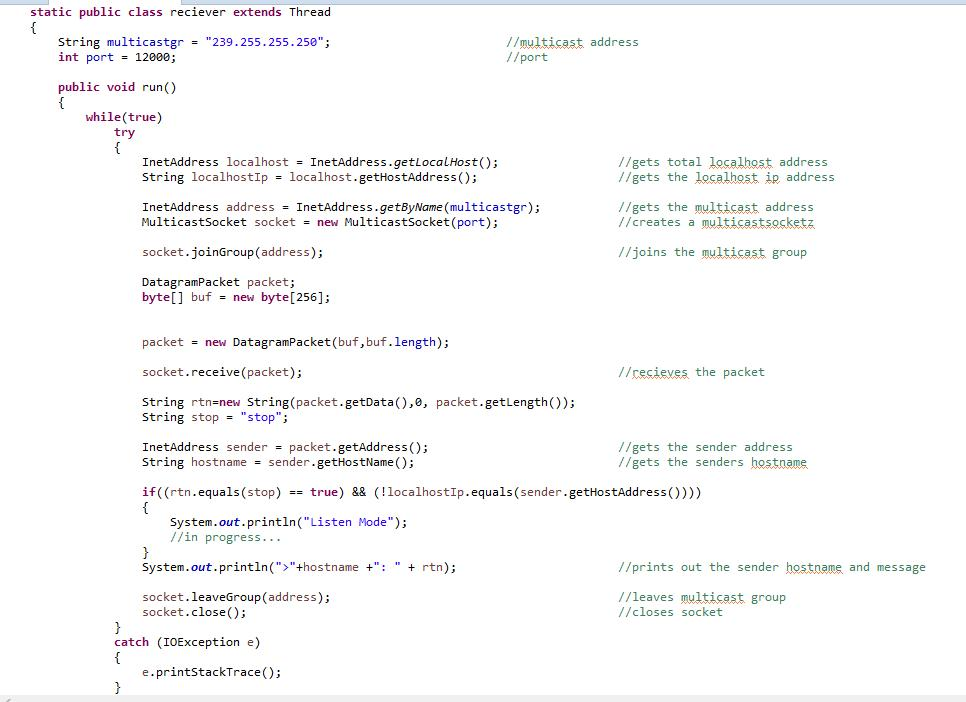 static public class reciever extends Thread
{
String multicastgr = "239.255.255.250"; //multicast address
int port = 12000; //port
public void run()
{
while(true)
try
{
InetAddress localhost = InetAddress.getLocalHost(); //gets total localhost address
String localhostIp = localhost.getHostAddress(); //gets the localhost ip address
InetAddress address = InetAddress.getByName(multicastgr); //gets the multicast address
MulticastSocket socket = new MulticastSocket(port); //creates a multicastsocketz
socket.joinGroup(address); //joins the multicast group
DatagramPacket packet;
byte[] buf = new byte[256];
packet = new DatagramPacket(buf,buf.length);
socket.receive(packet); //recieves the packet
String rtn=new String(packet.getData(),0, packet.getLength());
String stop = "stop";
InetAddress sender = packet.getAddress(); //gets the sender address
String hostname = sender.getHostName(); //gets the senders hostname
if((rtn.equals(stop) == true) && (!localhostIp.equals(sender.getHostAddress())))
{
System.out.println("Listen Mode");
//in progress...
}
System.out.println(">"+hostname +": " + rtn); //prints out the sender hostname and message
socket.leaveGroup(address); //leaves multicast group
socket.close(); //closes socket
}
catch (IOException e)
{
e.printStackTrace();
}